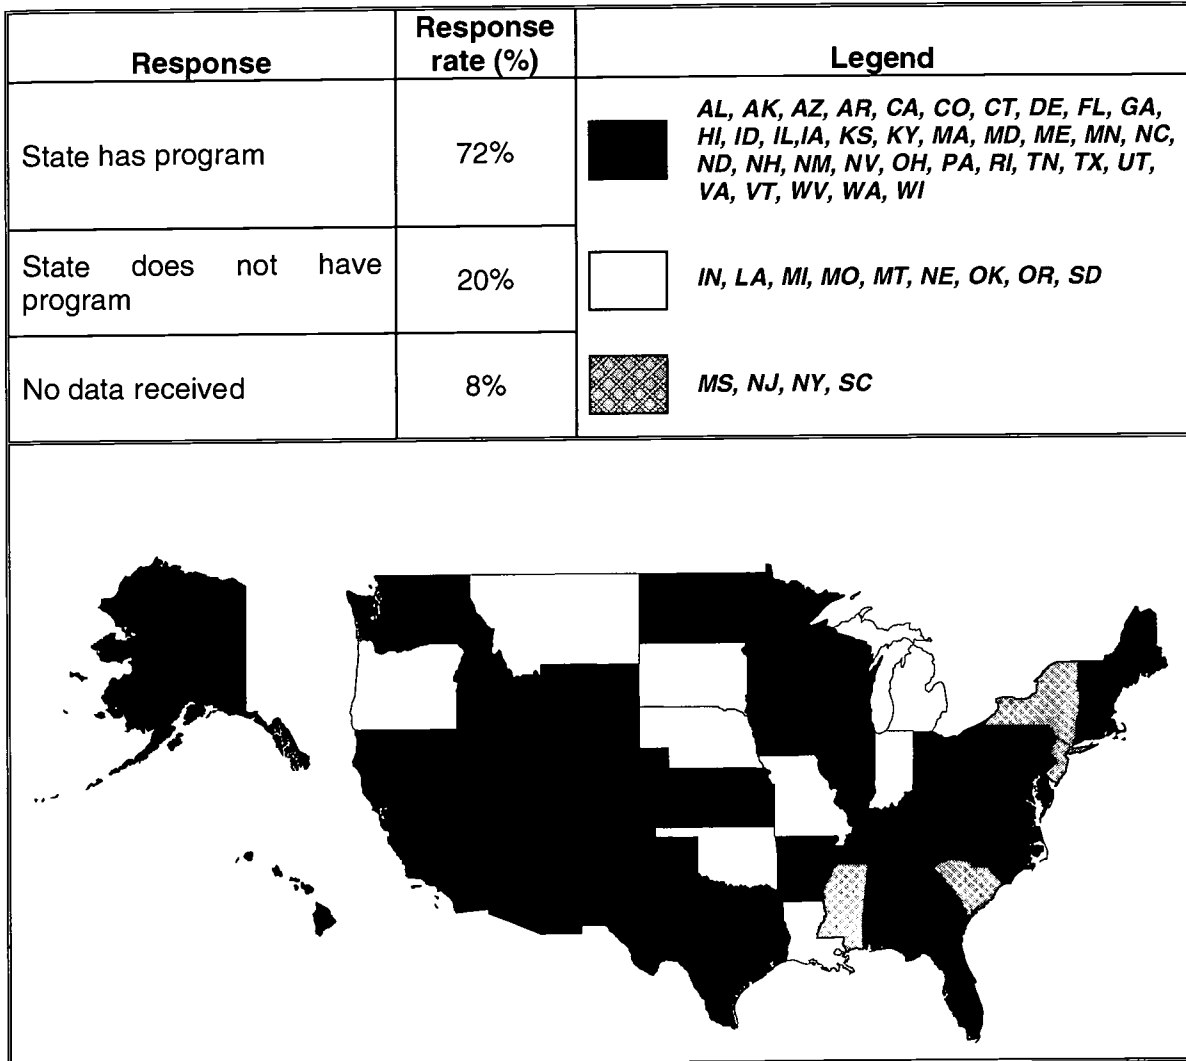 Response
Response
rate (%)
Legend
State has program
72%
AL, AK, AZ, AR, CA, CO, CT, DE, FL, GA,
HI, ID, IL,IA, KS, KY, MA, MD, ME, MN, NC,
ND, NH, NM, NV, OH, PA, RI, TN, TX, UT,
VA, VT, WV, WA, WI
State does not have
program
20%
IN, LA, MI, MO, MT, NE, OK, OR, SD
No data received
8%
MS, NJ, NY, SC